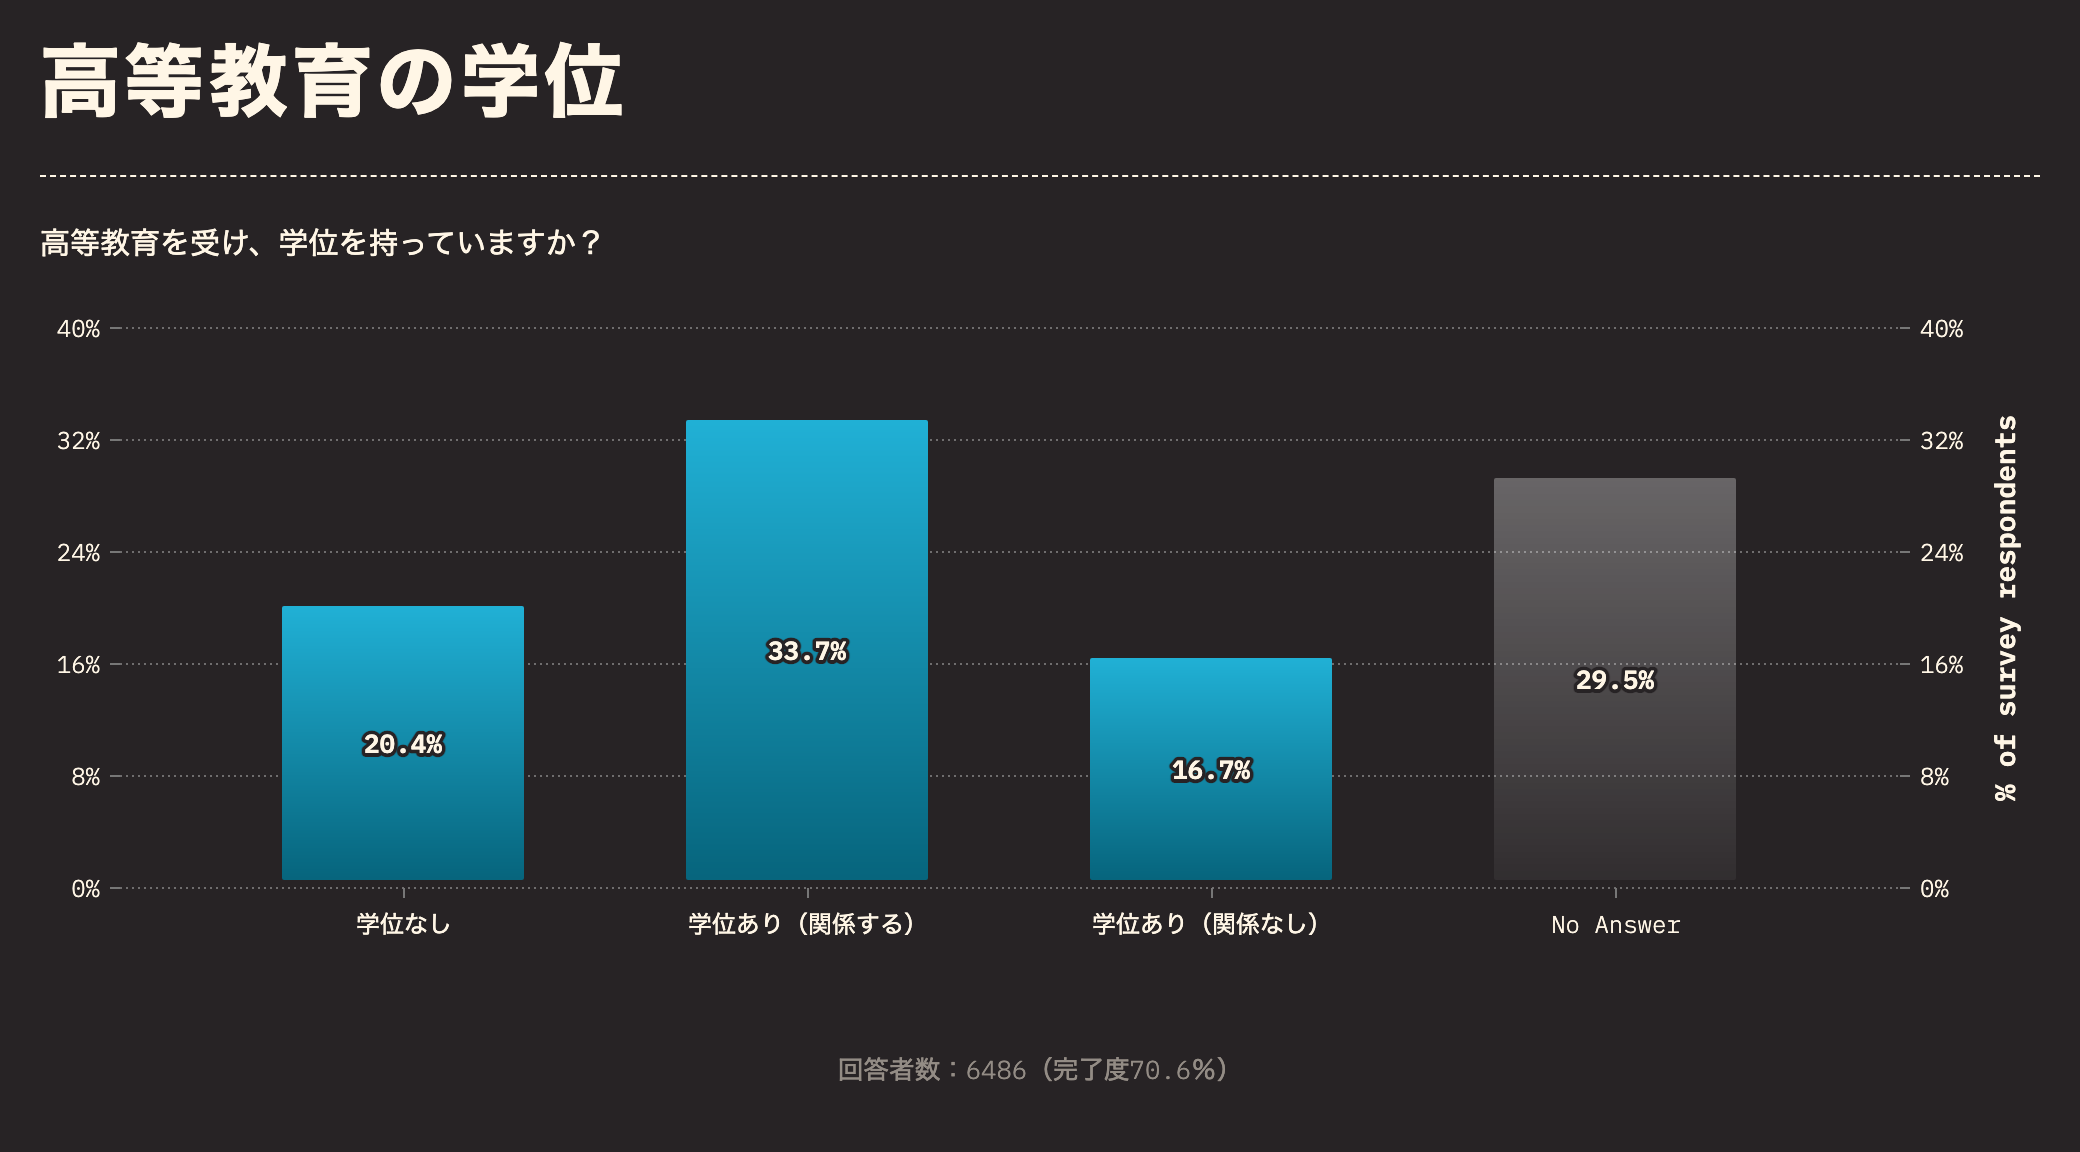 高等教育の学位
高等教育を受け、学位を持っていますか？
40%
32%
24%
16%
8%
0%
40%
32%
24%
16%
8%
0%
% of survey respondents
20.4%
33.7%
16.7%
29.5%
学位なし
学位あり（関係する）
学位あり（関係なし）
No Answer
回答者数：6486（完了度70.6%）